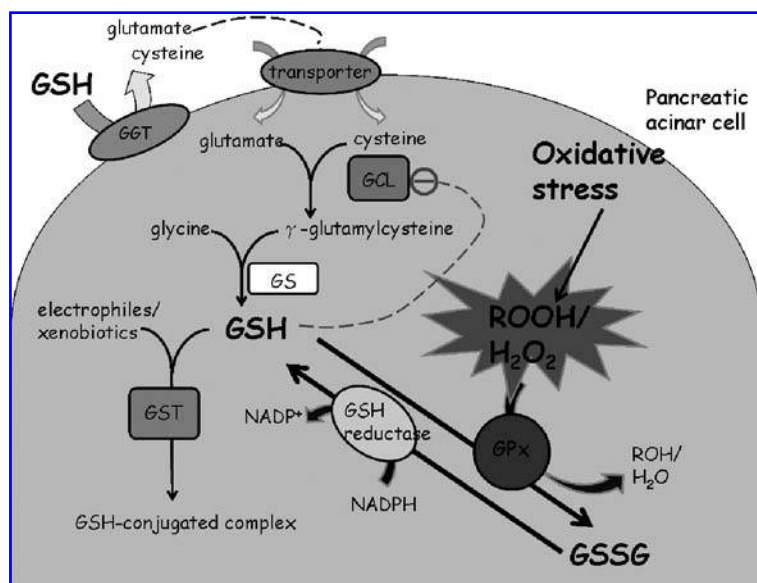 glutamate
cysteine
GSH
GGT
transporter
Pancreatic
acinar cell
glutamate
cysteine
GCL
Oxidative
stress
glycine
γ-glutamylcysteine
GS
electrophiles/
xenobiotics
GSH
ROOH/
H₂O₂
GST
NADP⁺
GSH
reductase
GPx
ROH/
H₂O
NADPH
GSH-conjugated complex
GSSG